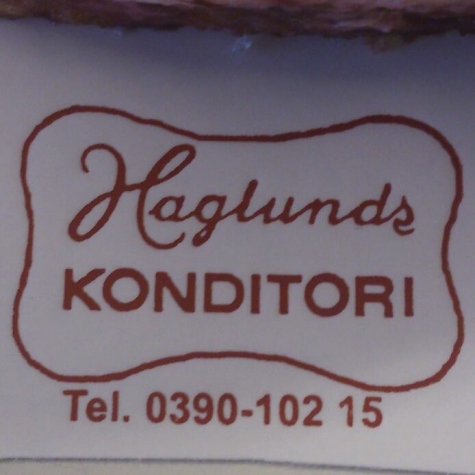 Haglunds
KONDITORI
Tel. 0390-102 15